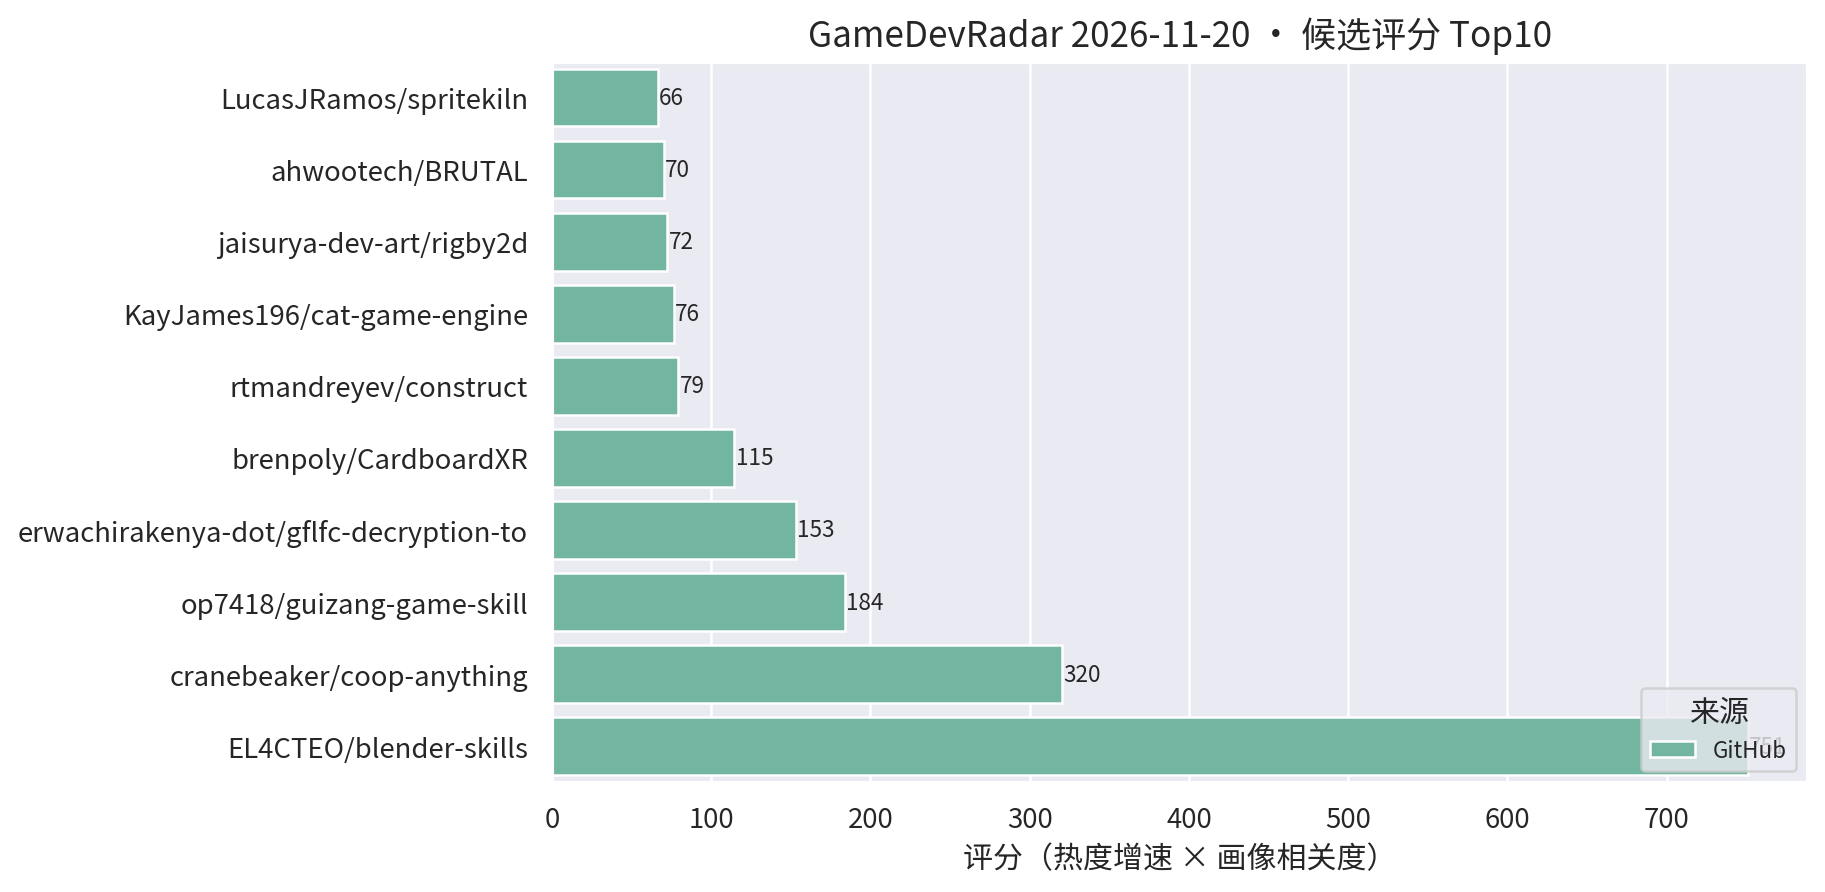 GameDevRadar 2026-11-20 · 候选评分 Top10
LucasJRamos/spritekiln
66
ahwootech/BRUTAL
70
jaisurya-dev-art/rigby2d
72
KayJames196/cat-game-engine
76
rtmandreyev/construct
79
brenpoly/CardboardXR
115
erwachirakenya-dot/gflfc-decryption-to
153
op7418/guizang-game-skill
184
cranebeaker/coop-anything
320
EL4CTEO/blender-skills
来源
GitHub
0 100 200 300 400 500 600 700
评分（热度增速 × 画像相关度）